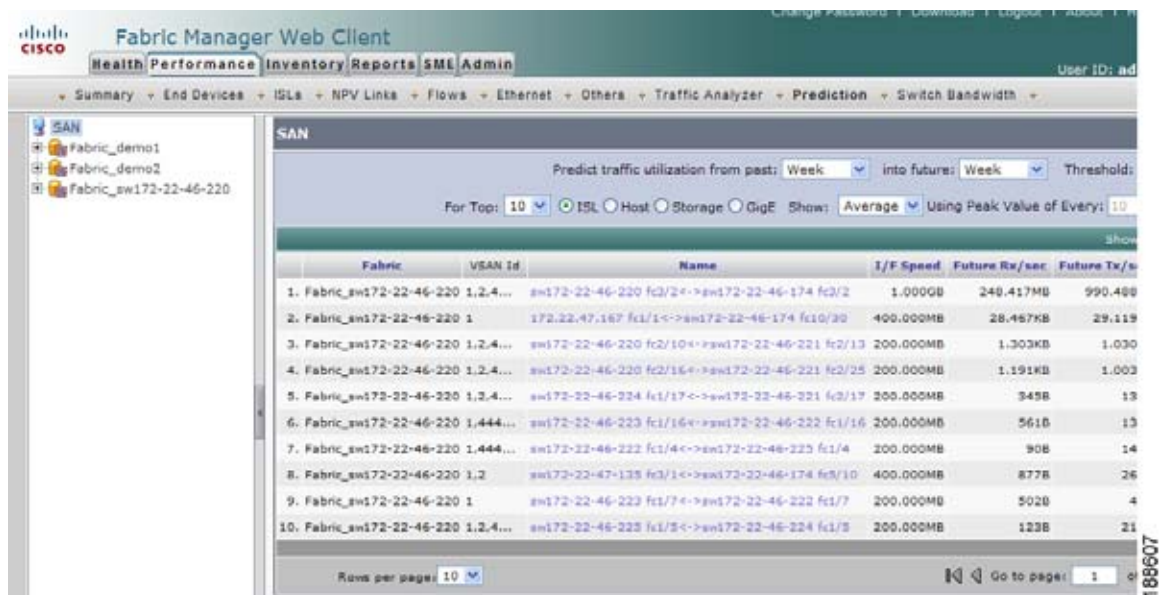 Change Password | Download | Logout | About | H
CISCO
Fabric Manager Web Client
Health Performance Inventory Reports SME Admin
User ID: ad
Summary End Devices ISLs NPV Links Flows Ethernet Others Traffic Analyzer Prediction Switch Bandwidth
SAN
Fabric_demo1
Fabric_demo2
Fabric_sw172-22-46-220
SAN
Predict traffic utilization from past: Week into future: Week Threshold:
For Top: 10 ISL Host Storage GigE Show: Average Using Peak Value of Every: 10
Show
Fabric VSAN Id Name I/F Speed Future Rx/sec Future Tx/s
1. Fabric_sw172-22-46-220 1,2,4... sw172-22-46-220 fc3/2<->sw172-22-46-174 fc3/2 1.000GB 248.417MB 990.488
2. Fabric_sw172-22-46-220 1 172.22.47.167 fc1/1<->sw172-22-46-174 fc10/30 400.000MB 28.467KB 29.119
3. Fabric_sw172-22-46-220 1,2,4... sw172-22-46-220 fc2/10<->sw172-22-46-221 fc2/13 200.000MB 1.303KB 1.030
4. Fabric_sw172-22-46-220 1,2,4... sw172-22-46-220 fc2/16<->sw172-22-46-221 fc2/25 200.000MB 1.191KB 1.003
5. Fabric_sw172-22-46-220 1,2,4... sw172-22-46-224 fc1/17<->sw172-22-46-221 fc2/17 200.000MB 345B 13
6. Fabric_sw172-22-46-220 1,444... sw172-22-46-223 fc1/16<->sw172-22-46-222 fc1/16 200.000MB 561B 13
7. Fabric_sw172-22-46-220 1,444... sw172-22-46-222 fc1/4<->sw172-22-46-223 fc1/4 200.000MB 90B 14
8. Fabric_sw172-22-46-220 1,2 sw172-22-47-135 fc3/1<->sw172-22-46-174 fc5/10 400.000MB 877B 26
9. Fabric_sw172-22-46-220 1 sw172-22-46-223 fc1/7<->sw172-22-46-222 fc1/7 200.000MB 502B 4
10. Fabric_sw172-22-46-220 1,2,4... sw172-22-46-225 fc1/5<->sw172-22-46-224 fc1/5 200.000MB 123B 21
Rows per page: 10 Go to page: 1 of
188607